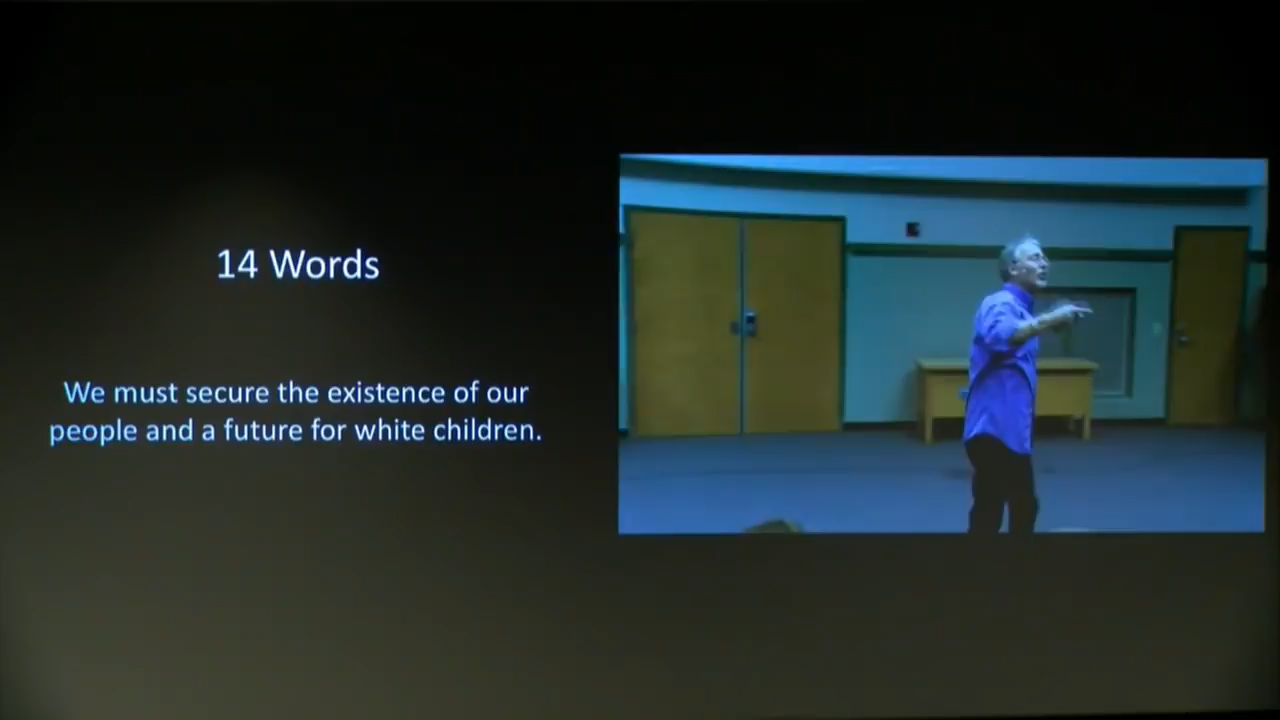 14 Words
We must secure the existence of our
people and a future for white children.